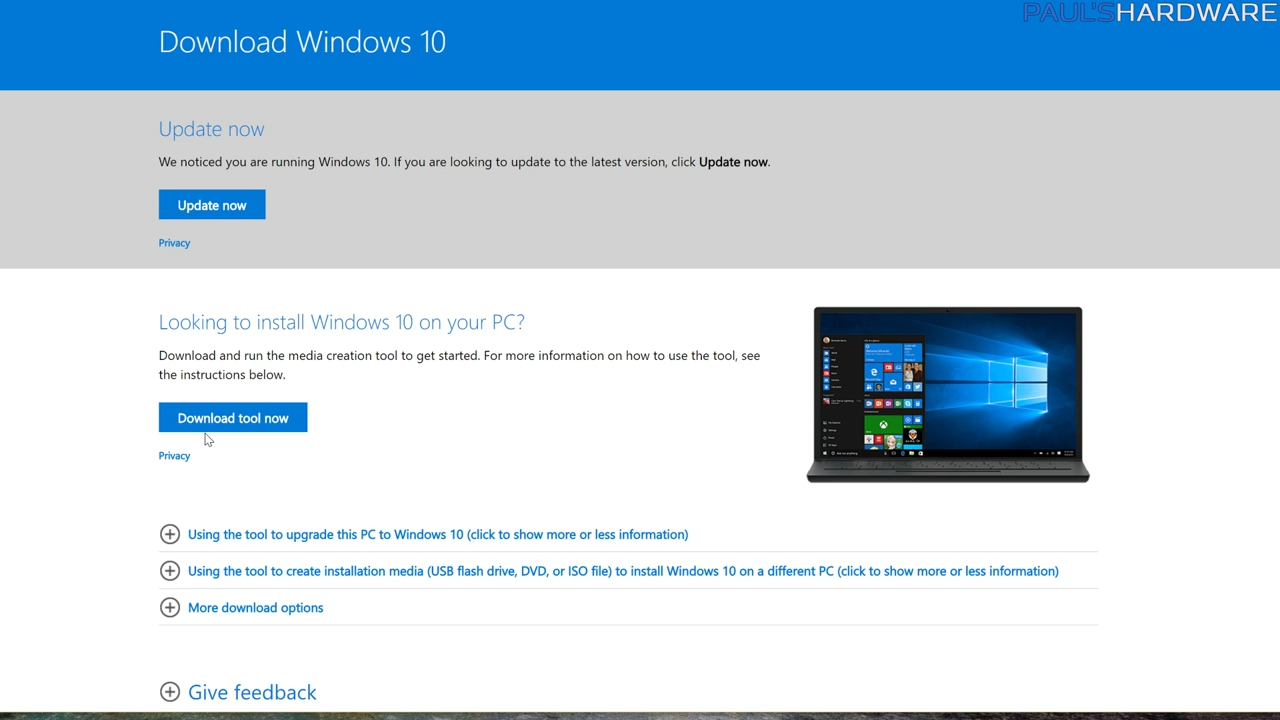 PAUL'SHARDWARE
Download Windows 10
Update now
We noticed you are running Windows 10. If you are looking to update to the latest version, click Update now.
Update now
Privacy
Looking to install Windows 10 on your PC?
Download and run the media creation tool to get started. For more information on how to use the tool, see
the instructions below.
Download tool now
Privacy
Using the tool to upgrade this PC to Windows 10 (click to show more or less information)
Using the tool to create installation media (USB flash drive, DVD, or ISO file) to install Windows 10 on a different PC (click to show more or less information)
More download options
Give feedback